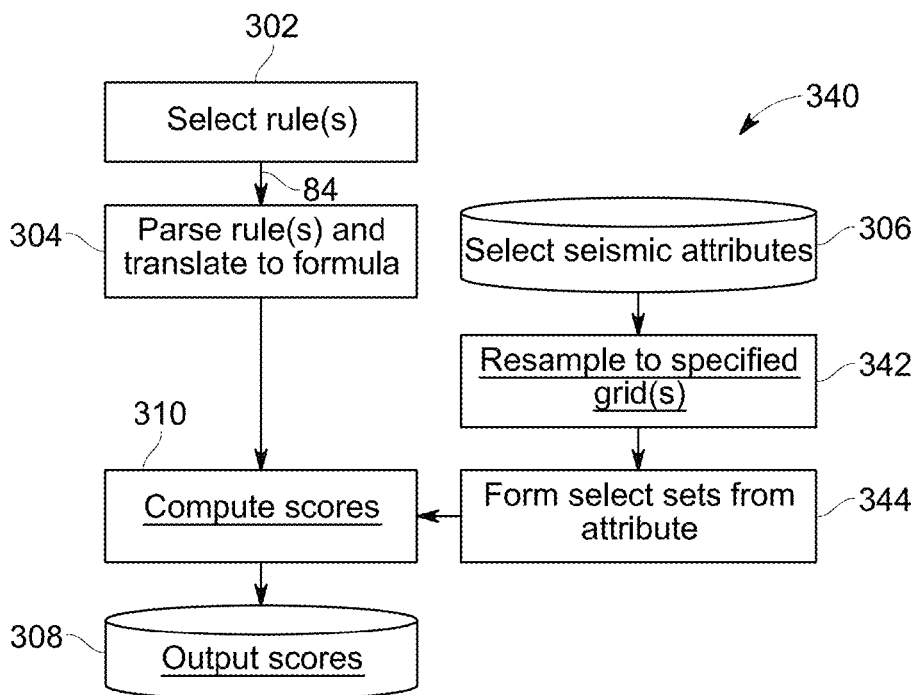 302
Select rule(s)
340
84
304
Parse rule(s) and
translate to formula
306
Select seismic attributes
Resample to specified
grid(s)
342
310
Compute scores
Form select sets from
attribute
344
308
Output scores